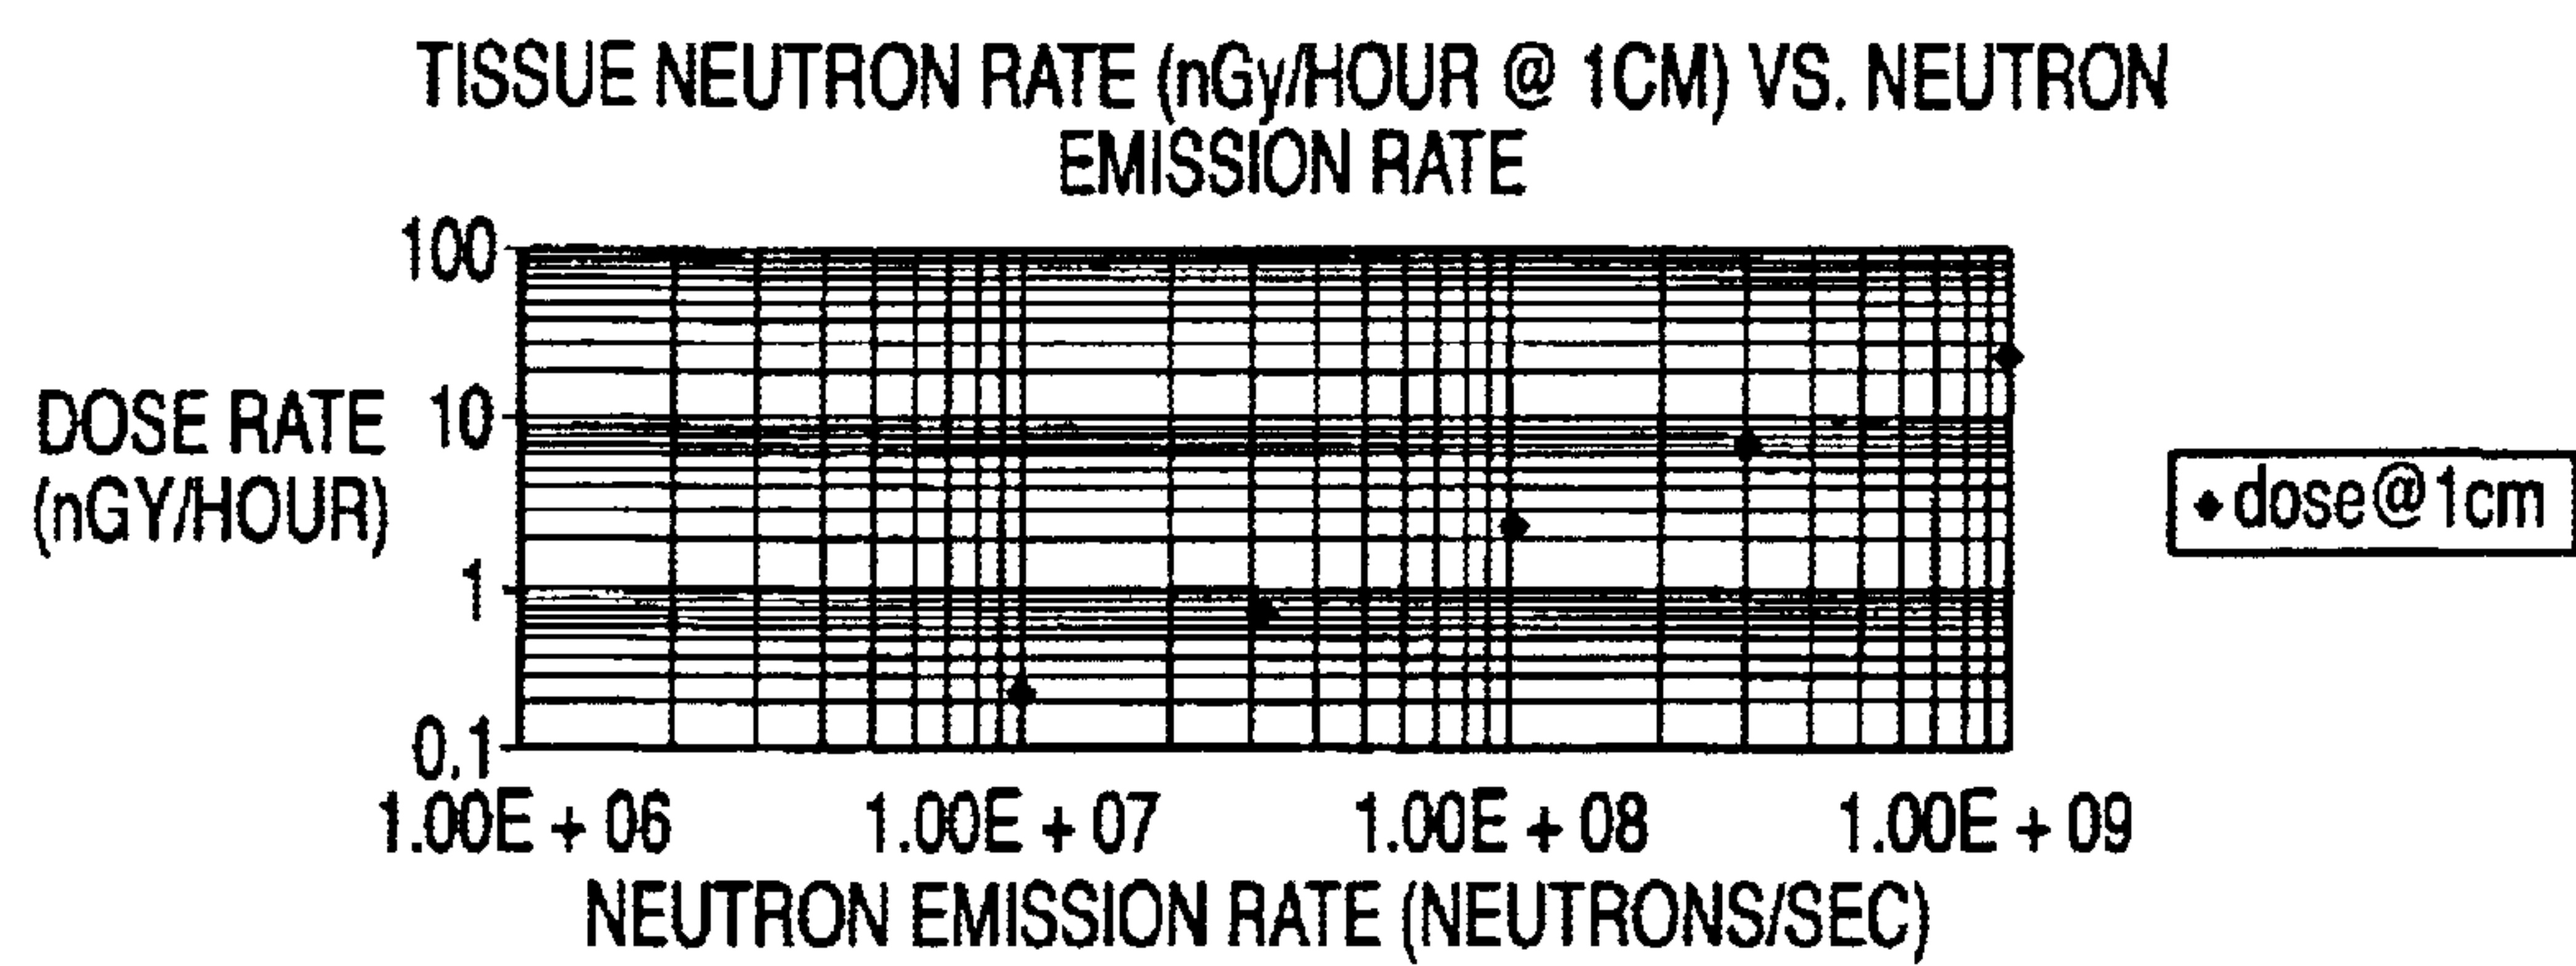 TISSUE NEUTRON RATE (nGy/HOUR @ 1CM) VS. NEUTRON
EMISSION RATE
100
10
1
0.1
DOSE RATE
(nGY/HOUR)
dose@1cm
1.00E + 06
1.00E + 07
1.00E + 08
1.00E + 09
NEUTRON EMISSION RATE (NEUTRONS/SEC)